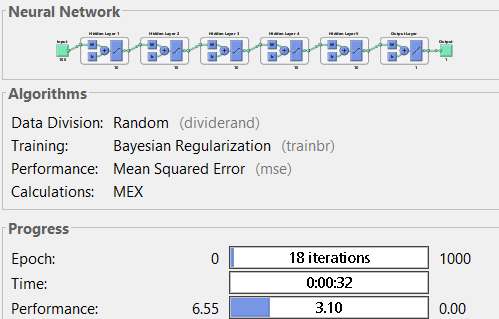 Neural Network
Input Hidden Layer 1 Hidden Layer 2 Hidden Layer 3 Hidden Layer 4 Hidden Layer 5 Output Layer Output
100 10 10 10 10 10 1 1
Algorithms
Data Division: Random (dividerand)
Training: Bayesian Regularization (trainbr)
Performance: Mean Squared Error (mse)
Calculations: MEX
Progress
Epoch: 0 18 iterations 1000
Time: 0:00:32
Performance: 6.55 3.10 0.00